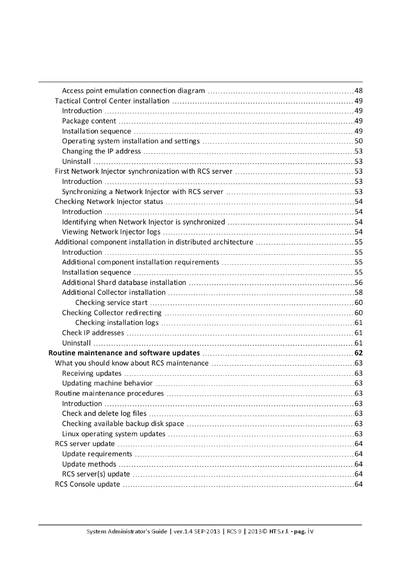 Access point emulation connection diagram ........ 48
Tactical Control Center installation ........ 49
Introduction ........ 49
Package content ........ 49
Installation sequence ........ 49
Operating system installation and settings ........ 50
Changing the IP address ........ 53
Uninstall ........ 53
First Network Injector synchronization with RCS server ........ 53
Introduction ........ 53
Synchronizing a Network Injector with RCS server ........ 53
Checking Network Injector status ........ 54
Introduction ........ 54
Identifying when Network Injector is synchronized ........ 54
Viewing Network Injector logs ........ 54
Additional component installation in distributed architecture ........ 55
Introduction ........ 55
Additional component installation requirements ........ 55
Installation sequence ........ 55
Additional Shard database installation ........ 56
Additional Collector installation ........ 58
Checking service start ........ 60
Checking Collector redirecting ........ 60
Checking installation logs ........ 61
Check IP addresses ........ 61
Uninstall ........ 61
Routine maintenance and software updates ........ 62
What you should know about RCS maintenance ........ 63
Receiving updates ........ 63
Updating machine behavior ........ 63
Routine maintenance procedures ........ 63
Introduction ........ 63
Check and delete log files ........ 63
Checking available backup disk space ........ 63
Linux operating system updates ........ 63
RCS server update ........ 64
Update requirements ........ 64
Update methods ........ 64
RCS server(s) update ........ 64
RCS Console update ........ 64
System Administrator's Guide | ver.1.4 SEP-2013 | RCS 9 | 2013© HT S.r.l. - pag. iv